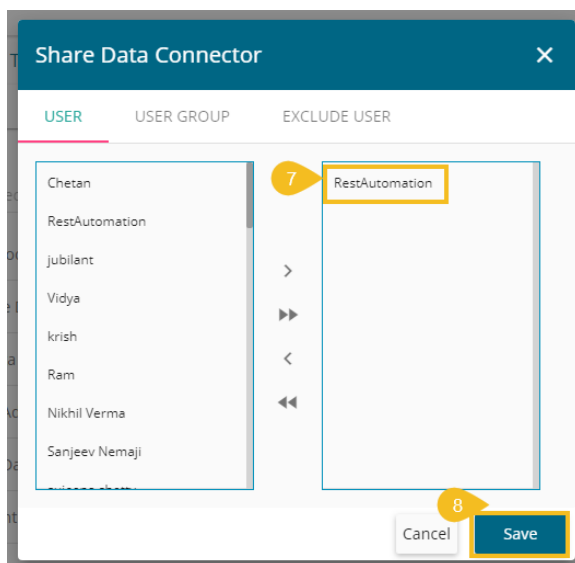 Share Data Connector
USER USER GROUP EXCLUDE USER
Chetan
RestAutomation
jubilant
Vidya
krish
Ram
Nikhil Verma
Sanjeev Nemaji
7
RestAutomation
8
Cancel Save